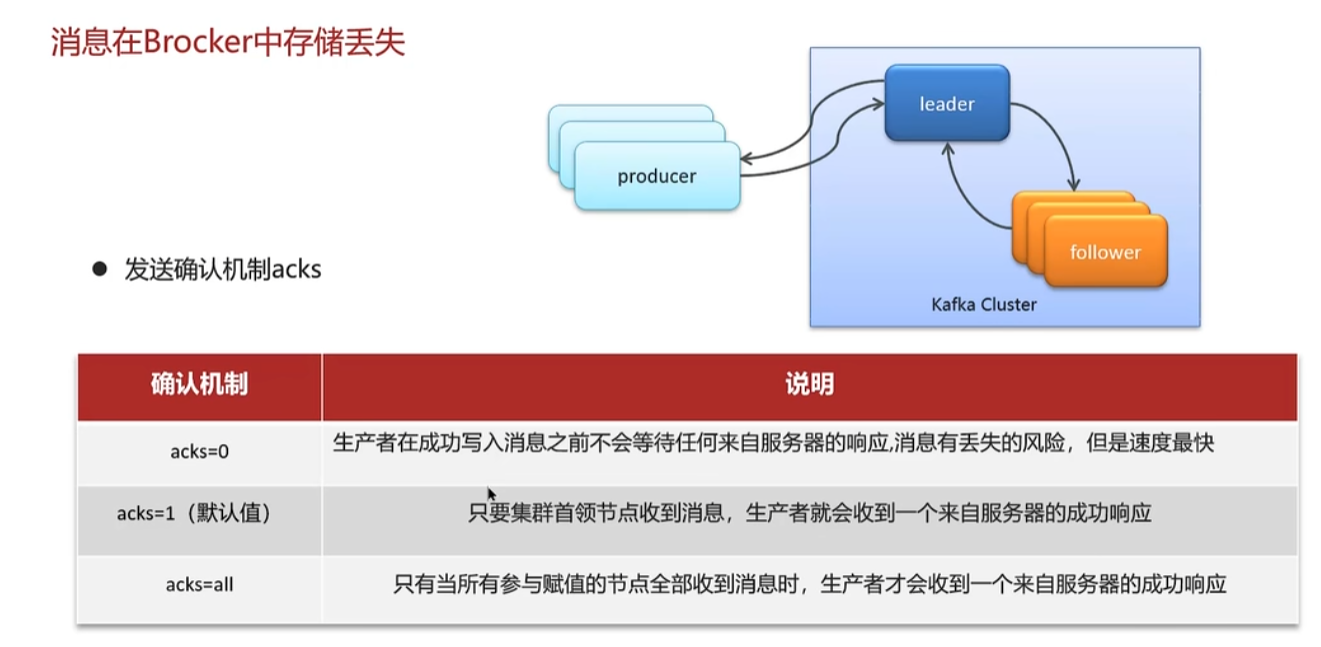 消息在Brocker中存储丢失
leader
producer
follower
Kafka Cluster
● 发送确认机制acks
确认机制 说明
acks=0 生产者在成功写入消息之前不会等待任何来自服务器的响应,消息有丢失的风险，但是速度最快
acks=1（默认值） 只要集群首领节点收到消息，生产者就会收到一个来自服务器的成功响应
acks=all 只有当所有参与赋值的节点全部收到消息时，生产者才会收到一个来自服务器的成功响应